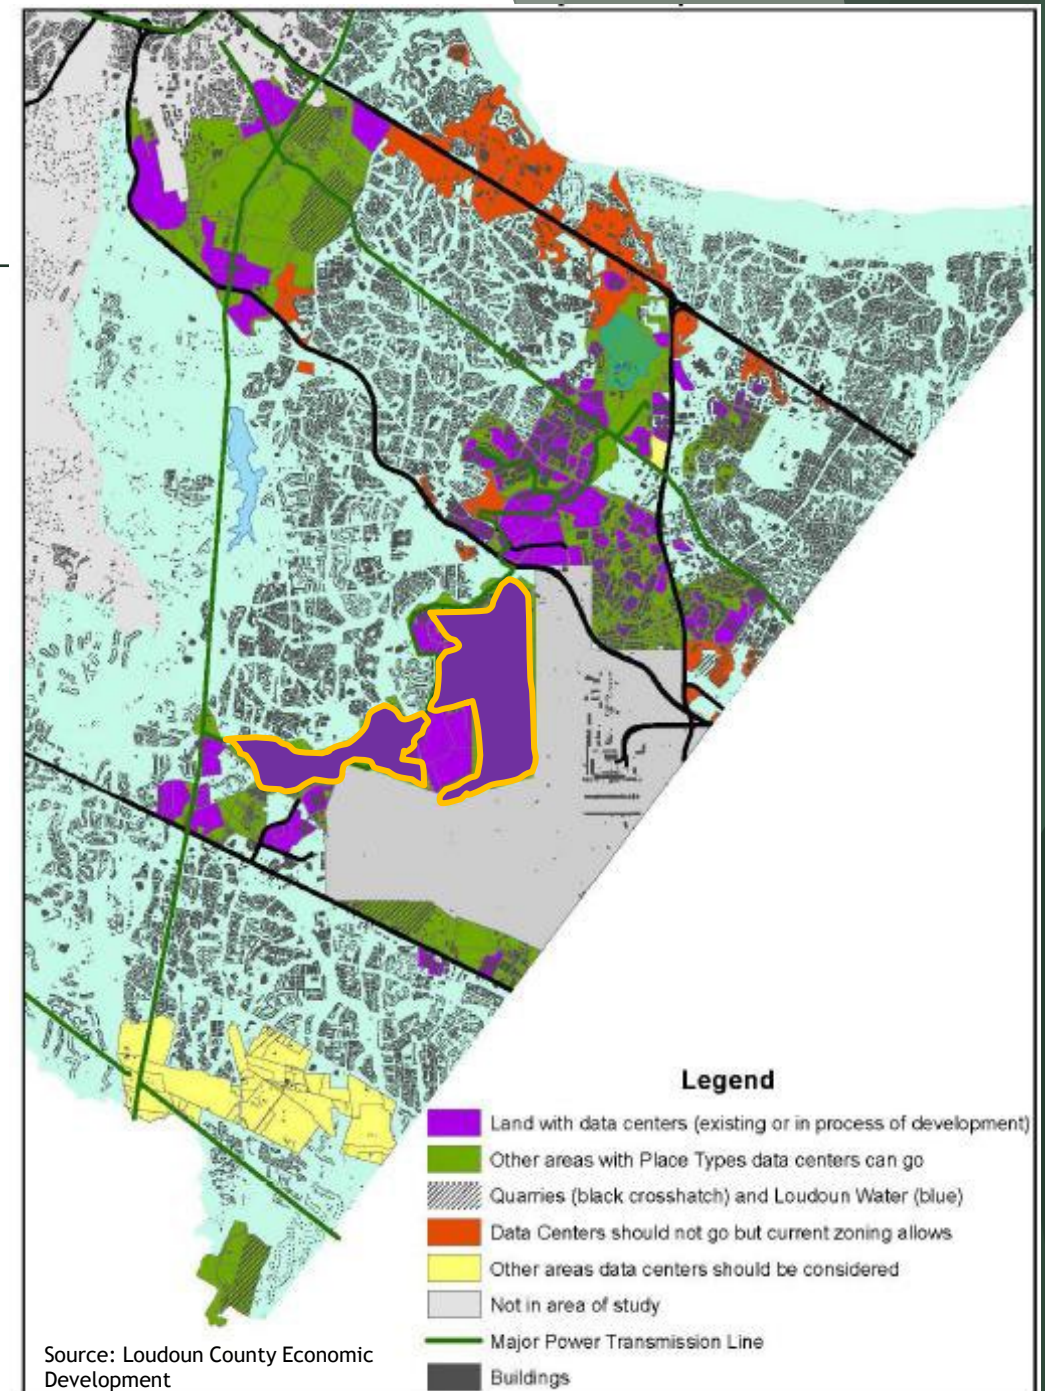 Legend
Land with data centers (existing or in process of development)
Other areas with Place Types data centers can go
Quarries (black crosshatch) and Loudoun Water (blue)
Data Centers should not go but current zoning allows
Other areas data centers should be considered
Not in area of study
Major Power Transmission Line
Buildings
Source: Loudoun County Economic
Development